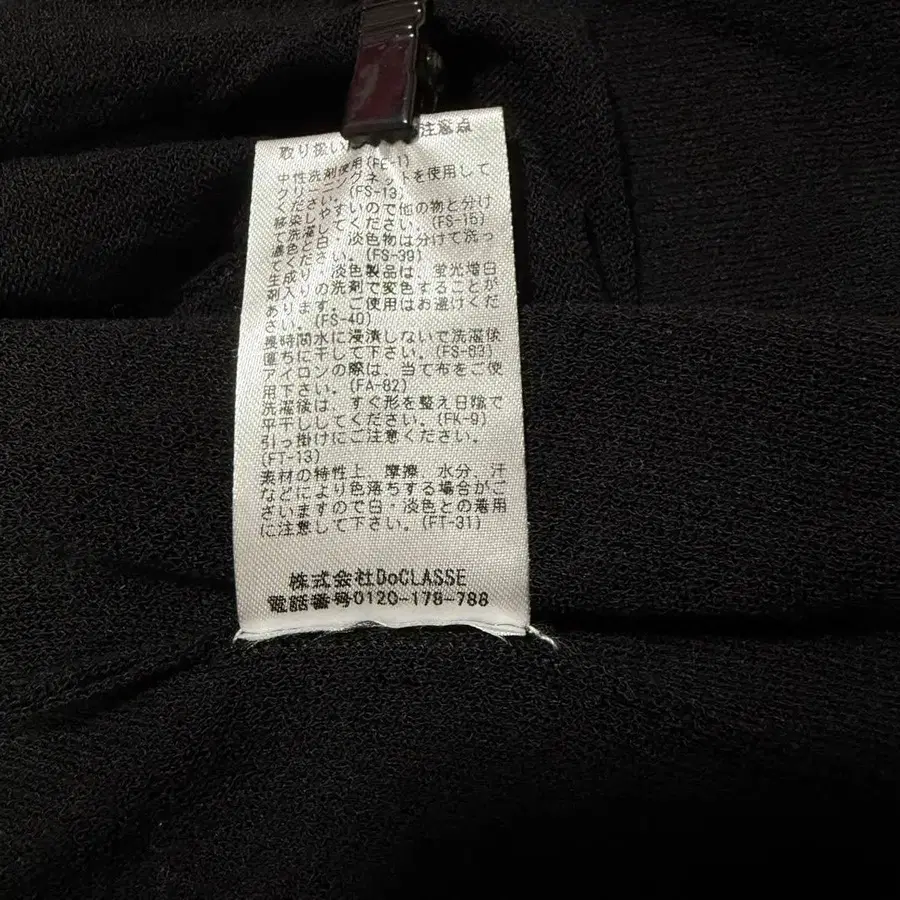 取り扱い 注意点
中性洗剤使用(FE-1)
クリーニングネットを使用して
ください。(FS-13)
移染しやすいので他の物と分け
て洗濯してください。(FS-15)
濃色と白・淡色物は分けて洗っ
てください。(FS-39)
生成り・淡色製品は、蛍光増白
剤入りの洗剤で変色することが
あります。ご使用はお避けくだ
さい。(FS-40)
長時間水に浸漬しないで洗濯後
直ちに干して下さい。(FS-83)
アイロンの際は、当て布をご使
用下さい。(FA-82)
洗濯後は、すぐ形を整え日陰で
平干ししてください。(FK-9)
引っ掛けにご注意ください。
(FT-13)
素材の特性上、摩擦、水分、汗
などにより色落ちする場合がご
ざいますので白・淡色との着用
に注意して下さい。(FT-31)
株式会社DoCLASSE
電話番号0120-178-788